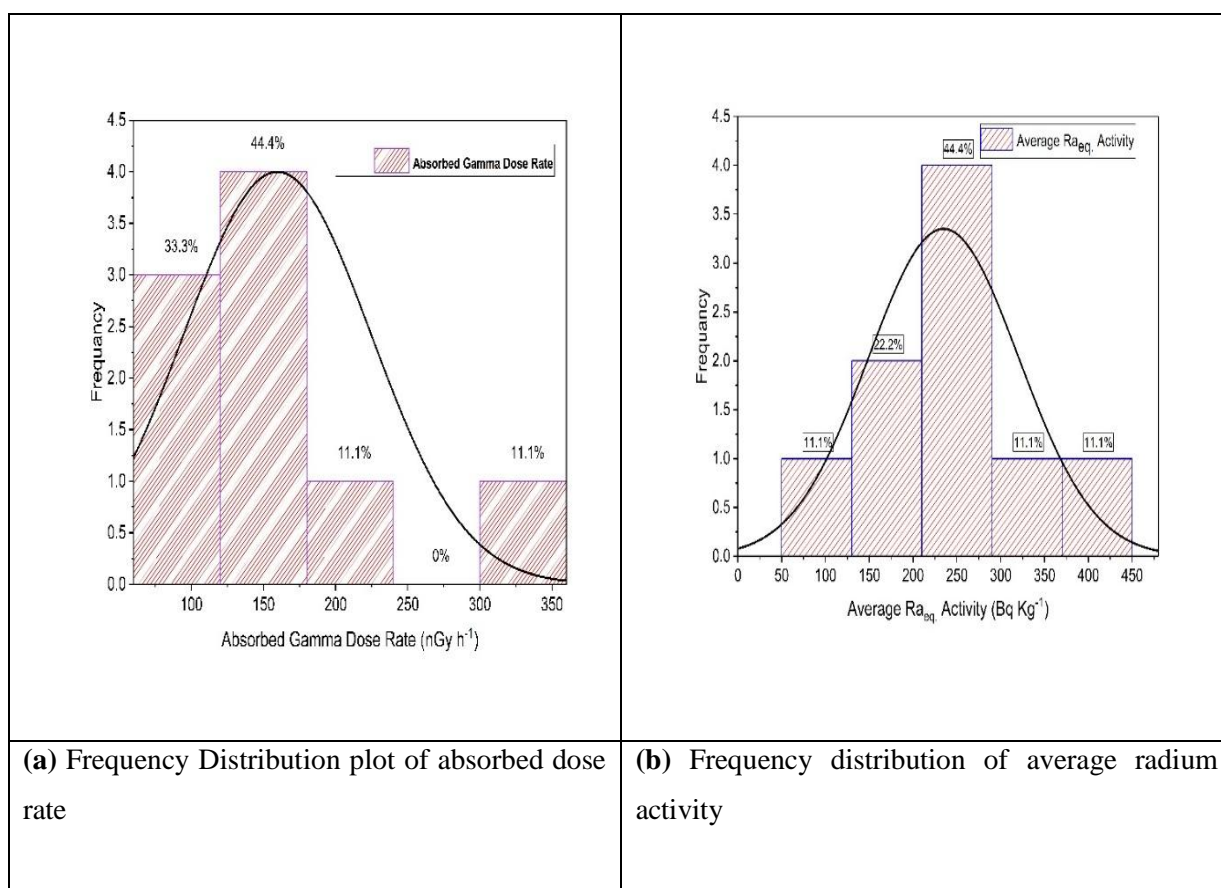 4.5
4.0
3.5
3.0
2.5
2.0
1.5
1.0
0.5
0.0
Frequancy
33.3%
44.4%
11.1%
0%
11.1%
Absorbed Gamma Dose Rate
100 150 200 250 300 350
Absorbed Gamma Dose Rate (nGy h⁻¹)
(a) Frequency Distribution plot of absorbed dose
rate
4.5
4.0
3.5
3.0
2.5
2.0
1.5
1.0
0.5
0.0
Frequancy
11.1%
22.2%
44.4%
11.1%
11.1%
Average Raeq. Activity
0 50 100 150 200 250 300 350 400 450
Average Raeq. Activity (Bq Kg⁻¹)
(b) Frequency distribution of average radium
activity